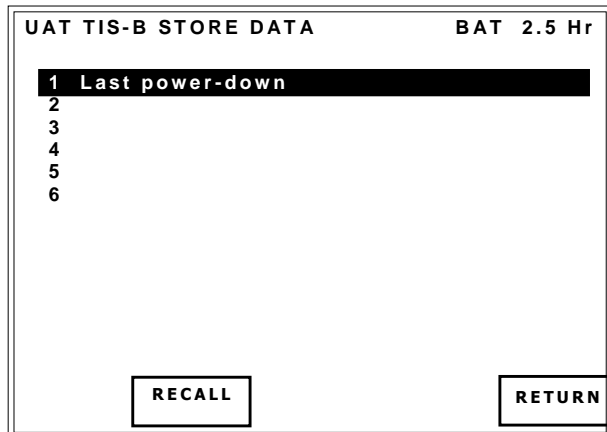 UAT TIS-B STORE DATA BAT 2.5 Hr
1 Last power-down
2
3
4
5
6
RECALL RETURN